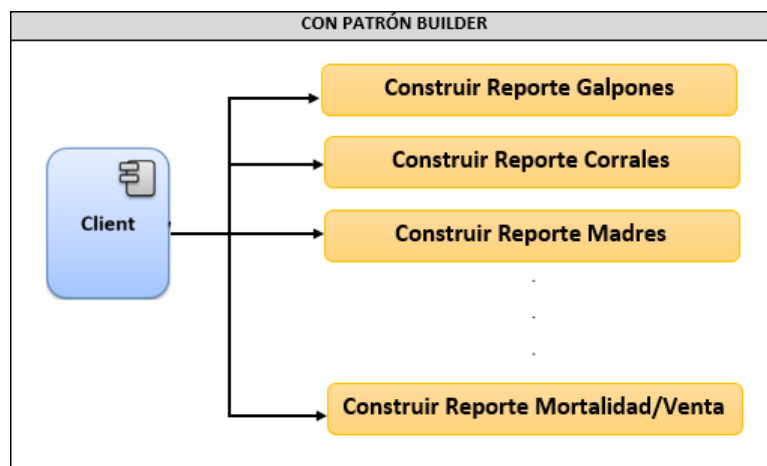 CON PATRÓN BUILDER
Construir Reporte Galpones
Construir Reporte Corrales
Client
Construir Reporte Madres
.
.
.
Construir Reporte Mortalidad/Venta